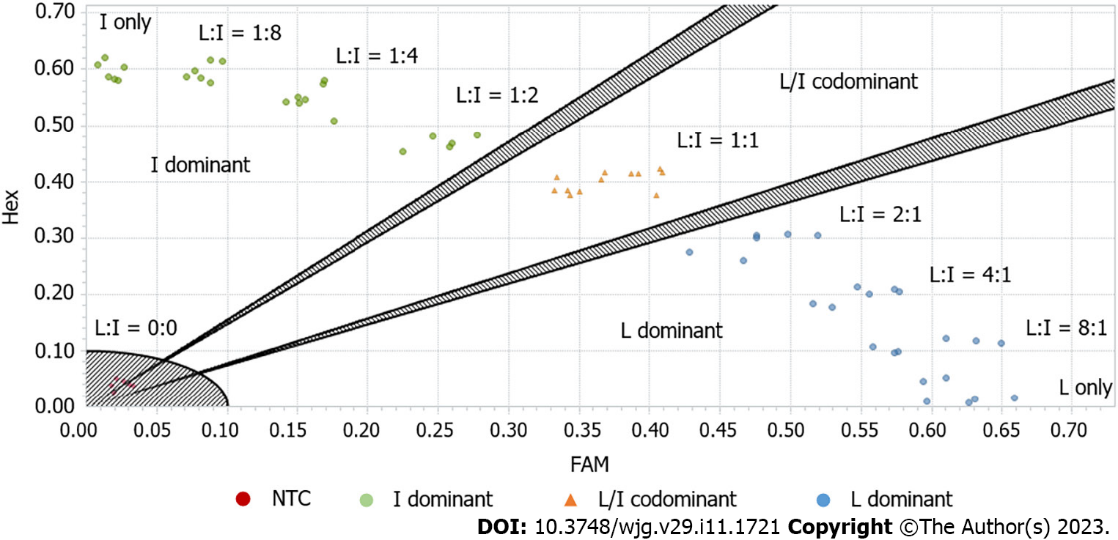 0.70
I only
L:I = 1:8
L:I = 1:4
0.60
L/I codominant
L:I = 1:2
0.50
L:I = 1:1
I dominant
0.40
Hex
L:I = 2:1
0.30
L:I = 4:1
0.20
L:I = 0:0
L dominant
L:I = 8:1
0.10
L only
0.00
0.00 0.05 0.10 0.15 0.20 0.25 0.30 0.35 0.40 0.45 0.50 0.55 0.60 0.65 0.70
FAM
NTC I dominant L/I codominant L dominant
DOI: 10.3748/wjg.v29.i11.1721 Copyright ©The Author(s) 2023.